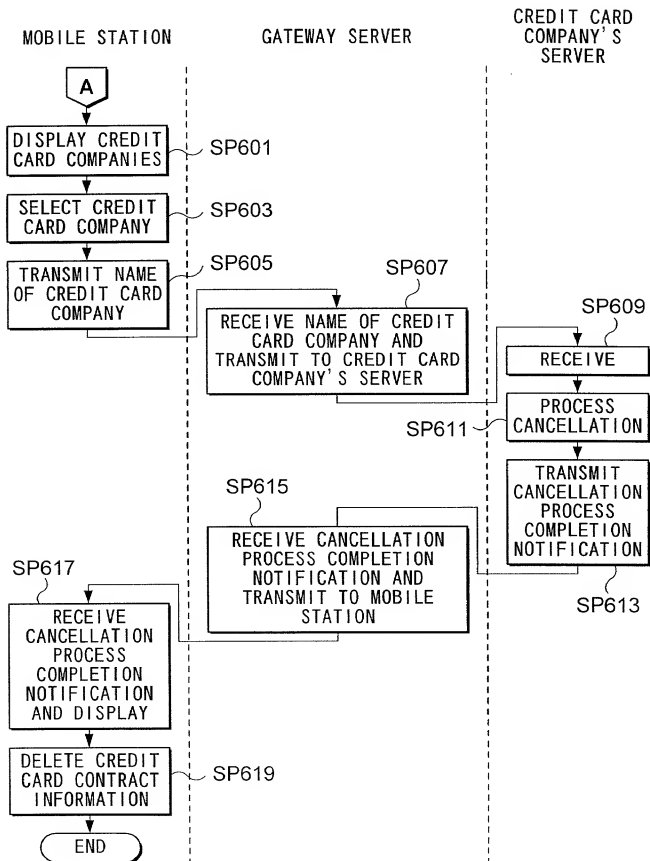 MOBILE STATION
GATEWAY SERVER
CREDIT CARD
COMPANY'S
SERVER
A
DISPLAY CREDIT
CARD COMPANIES
SP601
SELECT CREDIT
CARD COMPANY
SP603
TRANSMIT NAME
OF CREDIT CARD
COMPANY
SP605
SP607
RECEIVE NAME OF CREDIT
CARD COMPANY AND
TRANSMIT TO CREDIT CARD
COMPANY'S SERVER
SP609
RECEIVE
PROCESS
CANCELLATION
SP611
TRANSMIT
CANCELLATION
PROCESS
COMPLETION
NOTIFICATION
SP613
SP615
RECEIVE CANCELLATION
PROCESS COMPLETION
NOTIFICATION AND
TRANSMIT TO MOBILE
STATION
SP617
RECEIVE
CANCELLATION
PROCESS
COMPLETION
NOTIFICATION
AND DISPLAY
DELETE CREDIT
CARD CONTRACT
INFORMATION
SP619
END